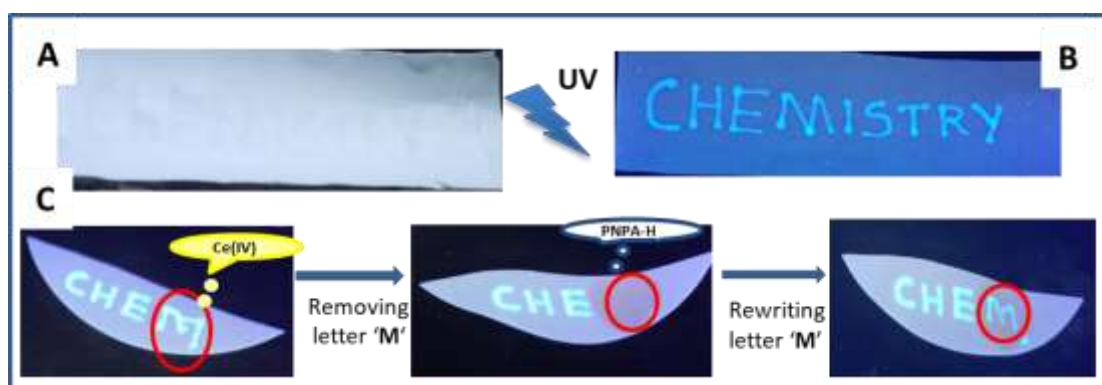 A
UV
B
CHEMISTRY
C
Ce(IV)
PNPA-H
CHEM
Removing
letter ‘M‘
CHE
Rewriting
letter ‘M’
CHEM